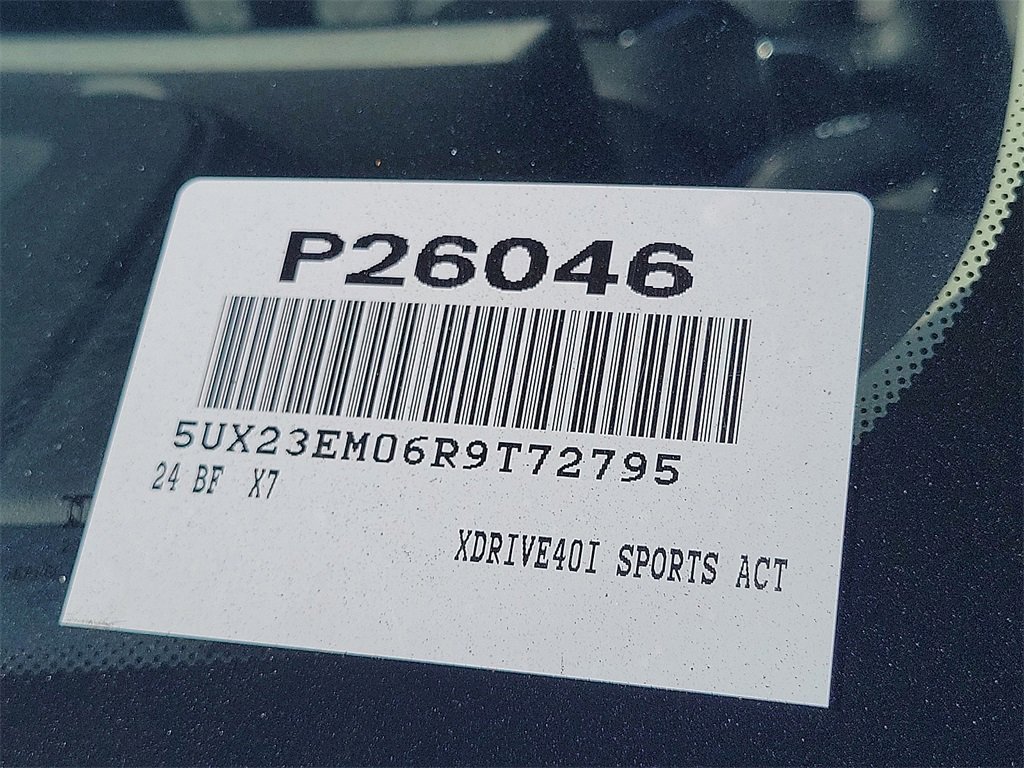 P26046
5UX23EM06R9T72795
24 BF X7
XDRIVE40I SPORTS ACT